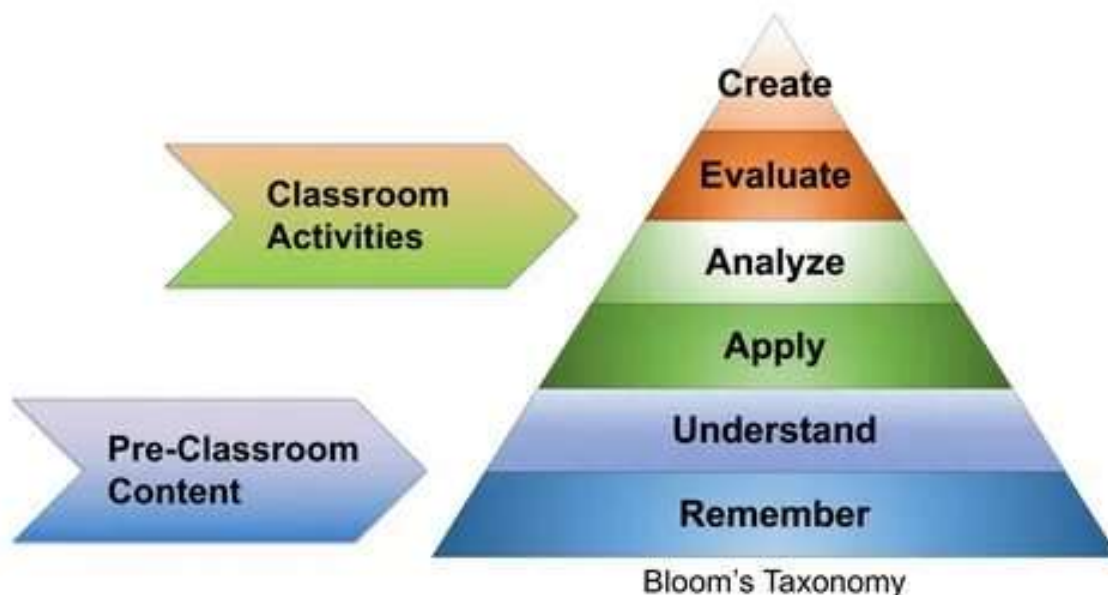 Create
Evaluate
Classroom
Activities
Analyze
Apply
Pre-Classroom
Content
Understand
Remember
Bloom's Taxonomy